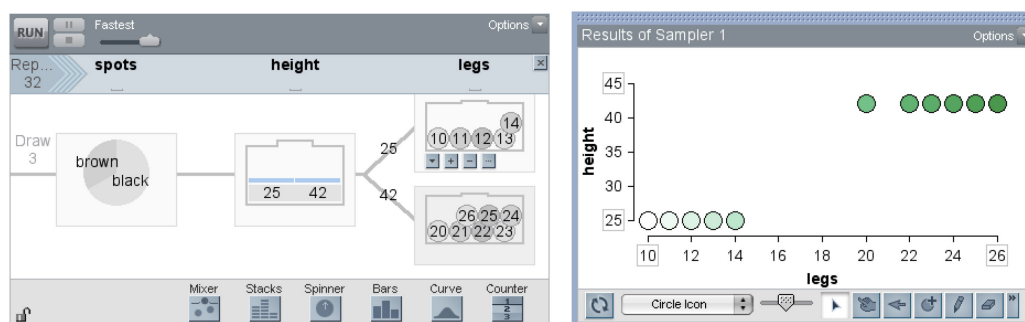 RUN
Fastest
Options
Rep...
32
spots
height
legs
Draw
3
brown
black
25 42
25
42
14
10 11 12 13
26 25 24
20 21 22 23
Mixer
Stacks
Spinner
Bars
Curve
Counter
1
2
3
Results of Sampler 1
Options
height
45
40
35
30
25
10 12 14 16 18 20 22 24 26
legs
Circle Icon